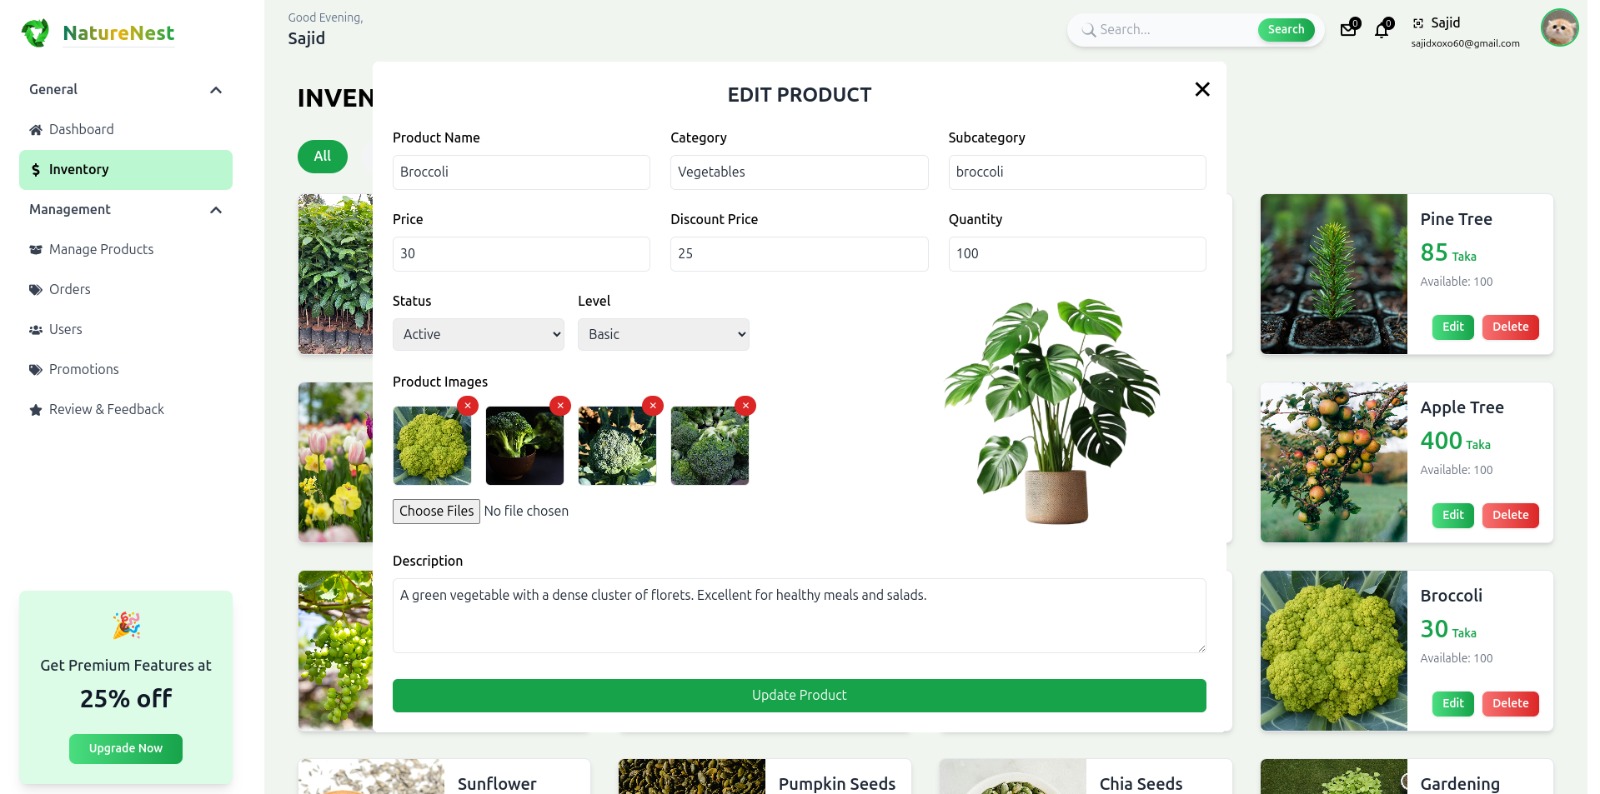 NatureNest
General
Dashboard
Inventory
Management
Manage Products
Orders
Users
Promotions
Review & Feedback
Get Premium Features at
25% off
Upgrade Now
Good Evening,
Sajid
Search...
Search
0
0
Sajid
sajidxoxo60@gmail.com
INVEN
All
EDIT PRODUCT
Product Name
Category
Subcategory
Broccoli
Vegetables
broccoli
Price
Discount Price
Quantity
30
25
100
Status
Level
Active
Basic
Product Images
Choose Files No file chosen
Description
A green vegetable with a dense cluster of florets. Excellent for healthy meals and salads.
Update Product
Pine Tree
85 Taka
Available: 100
Edit
Delete
Apple Tree
400 Taka
Available: 100
Edit
Delete
Broccoli
30 Taka
Available: 100
Edit
Delete
Sunflower
Pumpkin Seeds
Chia Seeds
Gardening